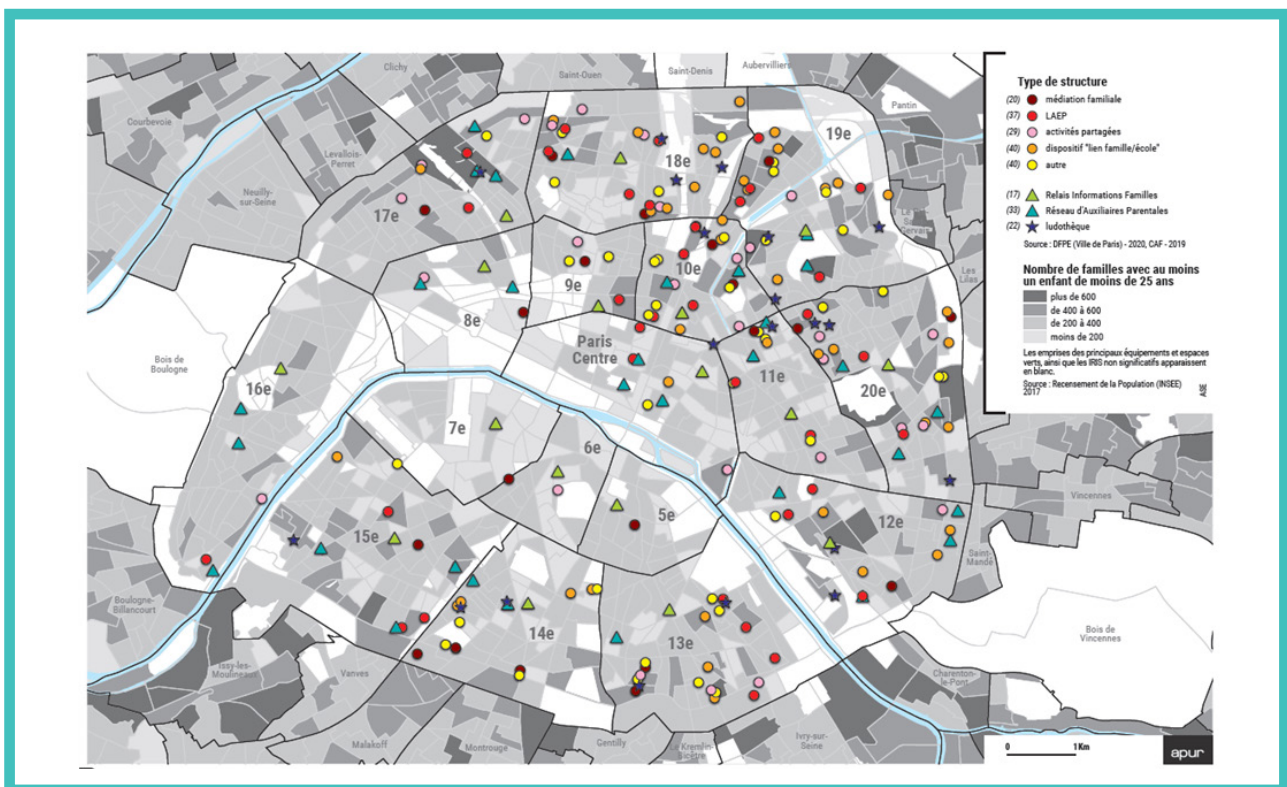 Clichy
Saint-Ouen
Saint-Denis
Aubervilliers
Pantin
Courbevoie
Levallois-
Perret
Neuilly-
sur-Seine
Le Pré-
Gervais
Les
Lilas
Bois de
Boulogne
17e
18e
19e
8e
9e
10e
Paris
Centre
11e
20e
16e
7e
6e
5e
15e
14e
13e
12e
Vincennes
Saint-
Mandé
Bois de
Vincennes
Boulogne-
Billancourt
Issy-les-
Moulineaux
Vanves
Malakoff
Montrouge
Gentilly
Le Kremlin-
Bicêtre
Ivry-sur-
Seine
Charenton-
le-Pont
Type de structure
(20) médiation familiale
(37) LAEP
(29) activités partagées
(40) dispositif "lien famille/école"
(40) autre
(17) Relais Informations Familles
(33) Réseau d'Auxiliaires Parentales
(22) ludothèque
Source : DFPE (Ville de Paris) - 2020, CAF - 2019
Nombre de familles avec au moins
un enfant de moins de 25 ans
plus de 600
de 400 à 600
de 200 à 400
moins de 200
Les emprises des principaux équipements et espaces
verts, ainsi que les IRIS non significatifs apparaissent
en blanc.
Source : Recensement de la Population (INSEE)
2017
ASE
0 1 Km
apur